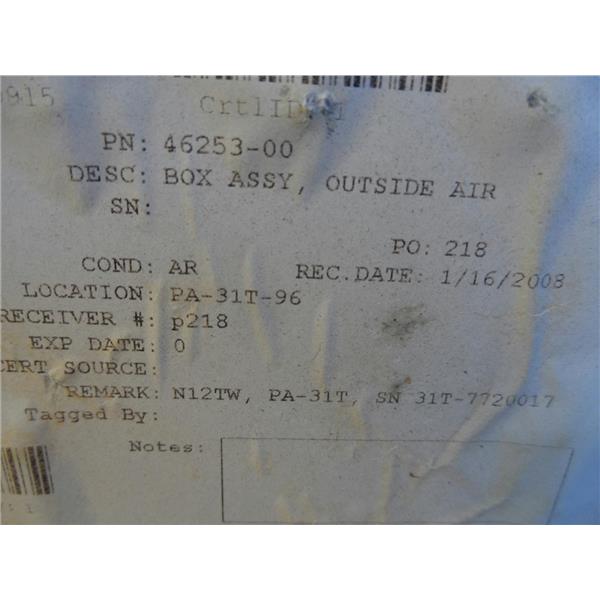 915
PN: 46253-00
DESC: BOX ASSY, OUTSIDE AIR
SN:
PO: 218
COND: AR
REC.DATE: 1/16/2008
LOCATION: PA-31T-96
RECEIVER #: p218
EXP DATE: 0
CERT SOURCE:
REMARK: N12TW, PA-31T, SN 31T-7720017
Tagged By:
Notes: